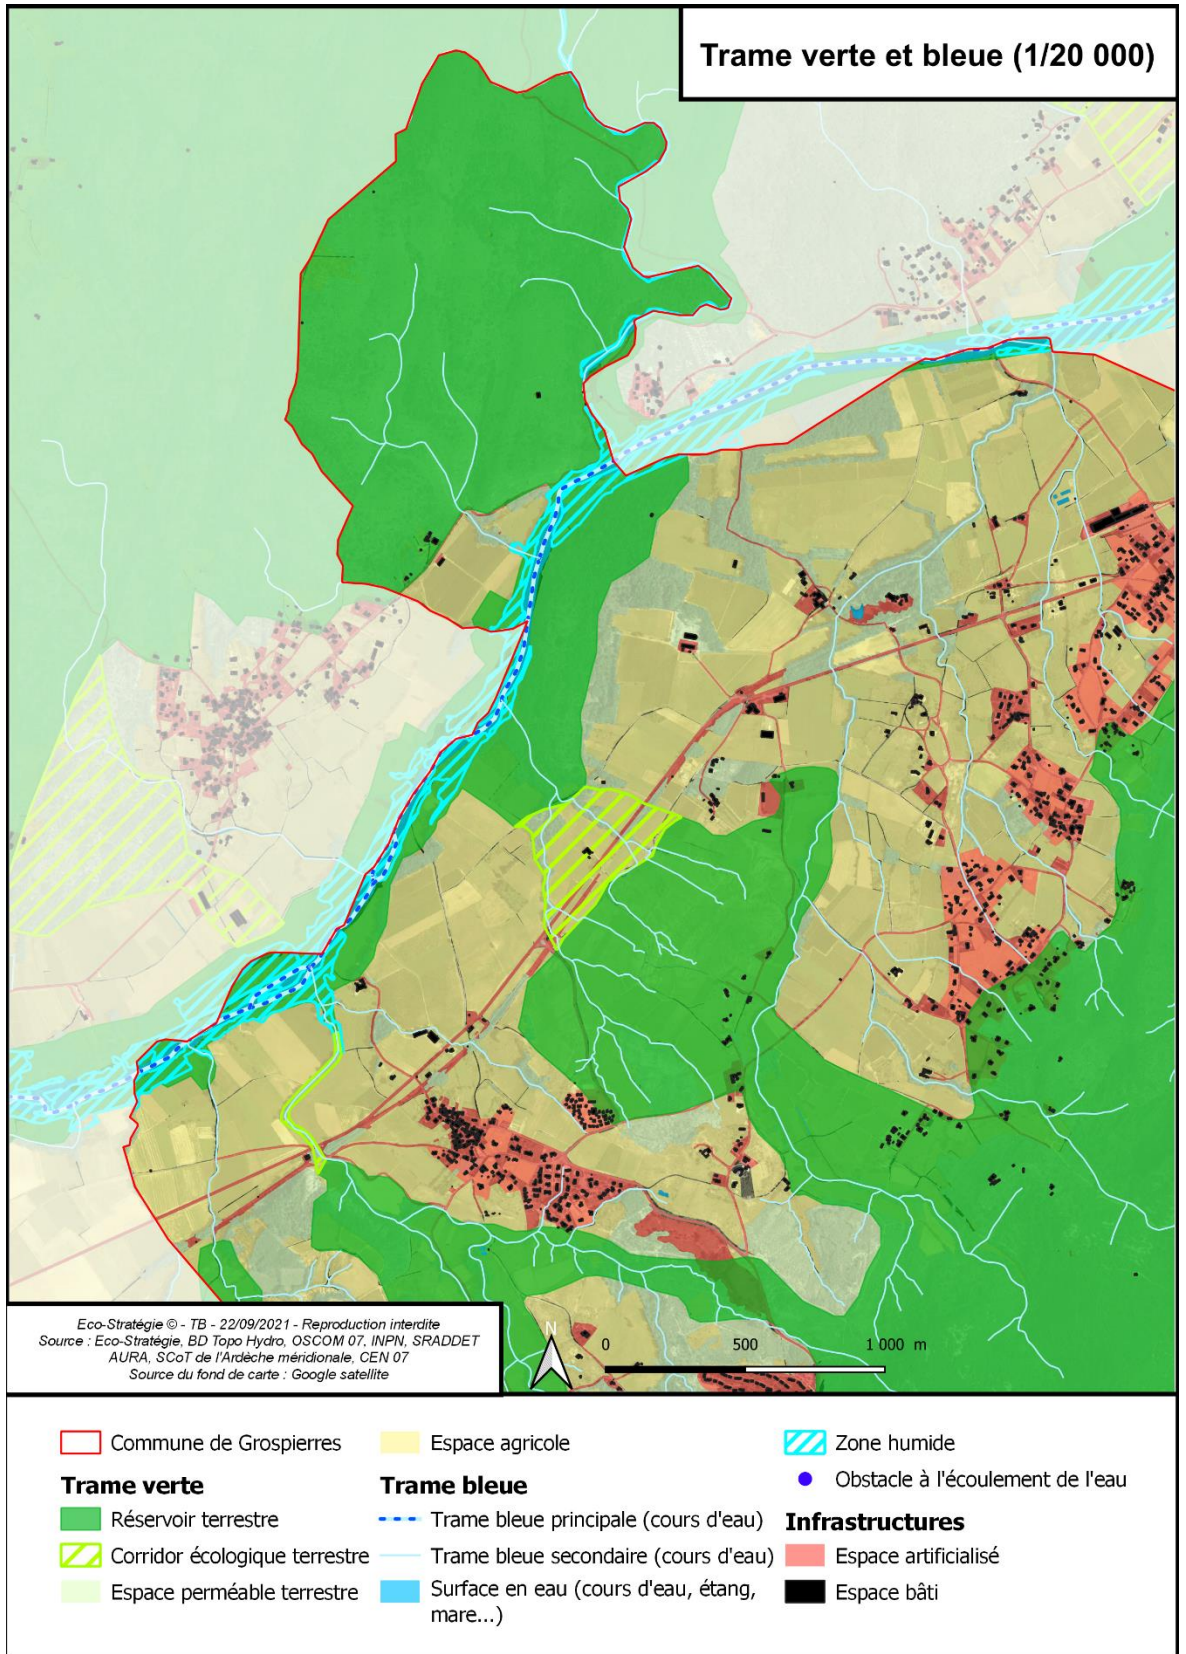 Trame verte et bleue (1/20 000)
Eco-Stratégie © - TB - 22/09/2021 - Reproduction interdite
Source : Eco-Stratégie, BD Topo Hydro, OSCOM 07, INPN, SRADDET
AURA, SCoT de l'Ardèche méridionale, CEN 07
Source du fond de carte : Google satellite
N
0 500 1 000 m
Commune de Grospierres
Trame verte
Réservoir terrestre
Corridor écologique terrestre
Espace perméable terrestre
Espace agricole
Trame bleue
Trame bleue principale (cours d'eau)
Trame bleue secondaire (cours d'eau)
Surface en eau (cours d'eau, étang,
mare...)
Zone humide
Obstacle à l'écoulement de l'eau
Infrastructures
Espace artificialisé
Espace bâti